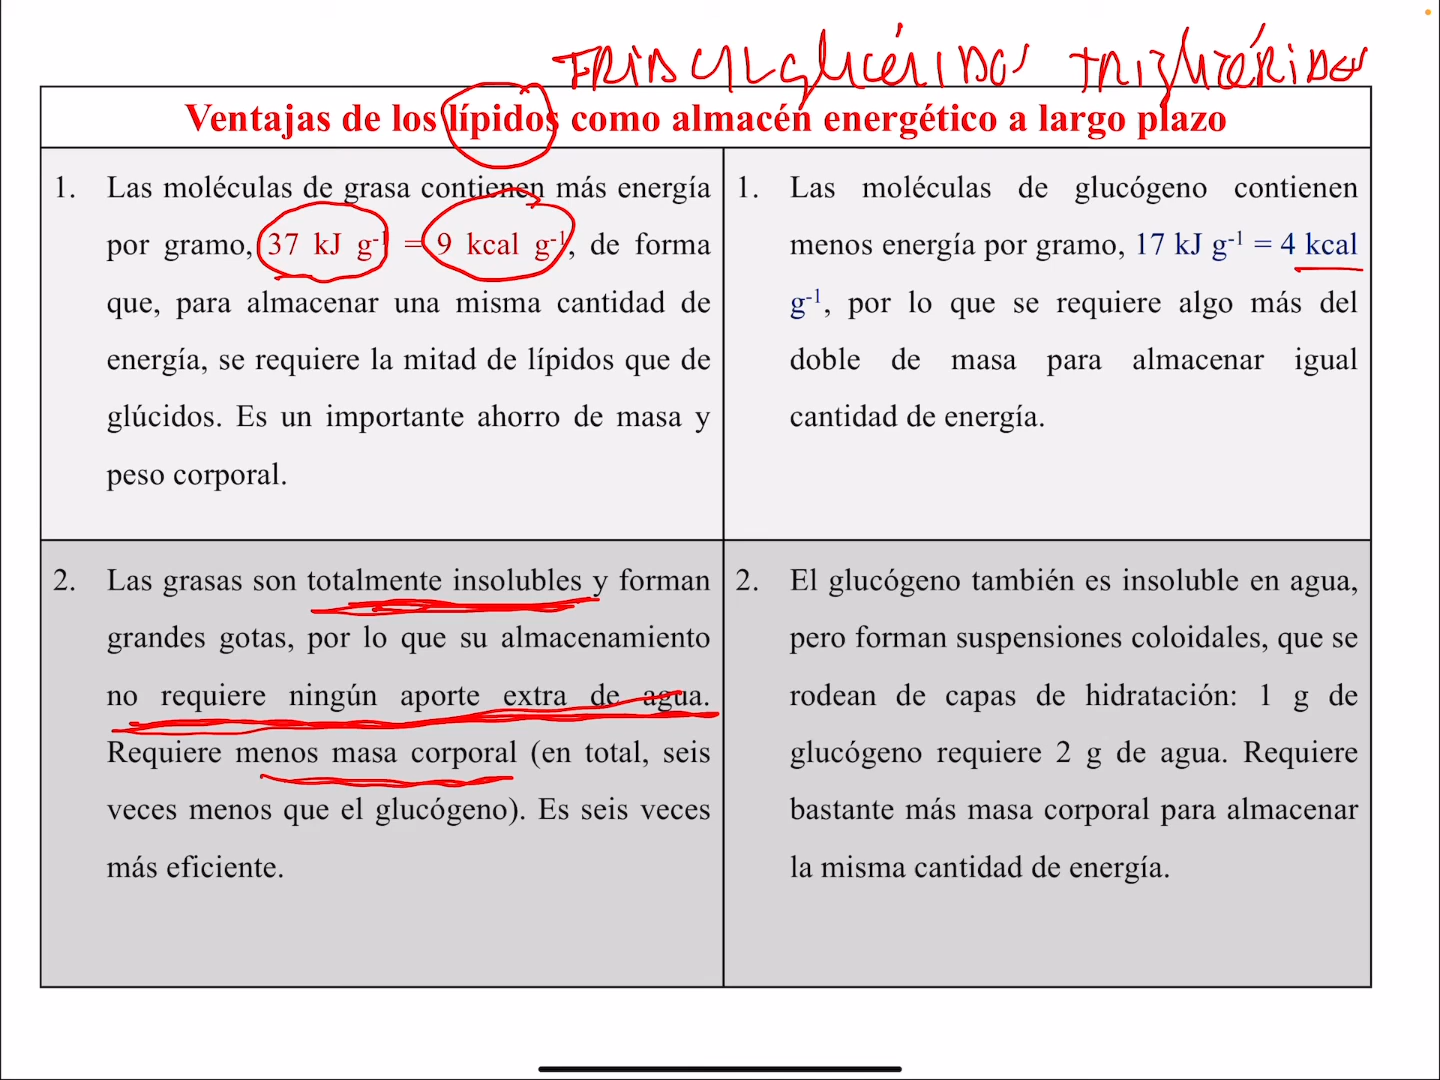 TRIACYLglicéridos triglicéridos
Ventajas de los lípidos como almacén energético a largo plazo
1. Las moléculas de grasa contienen más energía
por gramo, 37 kJ g-1 = 9 kcal g-1, de forma
que, para almacenar una misma cantidad de
energía, se requiere la mitad de lípidos que de
glúcidos. Es un importante ahorro de masa y
peso corporal.
1. Las moléculas de glucógeno contienen
menos energía por gramo, 17 kJ g-1 = 4 kcal
g-1, por lo que se requiere algo más del
doble de masa para almacenar igual
cantidad de energía.
2. Las grasas son totalmente insolubles y forman
grandes gotas, por lo que su almacenamiento
no requiere ningún aporte extra de agua.
Requiere menos masa corporal (en total, seis
veces menos que el glucógeno). Es seis veces
más eficiente.
2. El glucógeno también es insoluble en agua,
pero forman suspensiones coloidales, que se
rodean de capas de hidratación: 1 g de
glucógeno requiere 2 g de agua. Requiere
bastante más masa corporal para almacenar
la misma cantidad de energía.